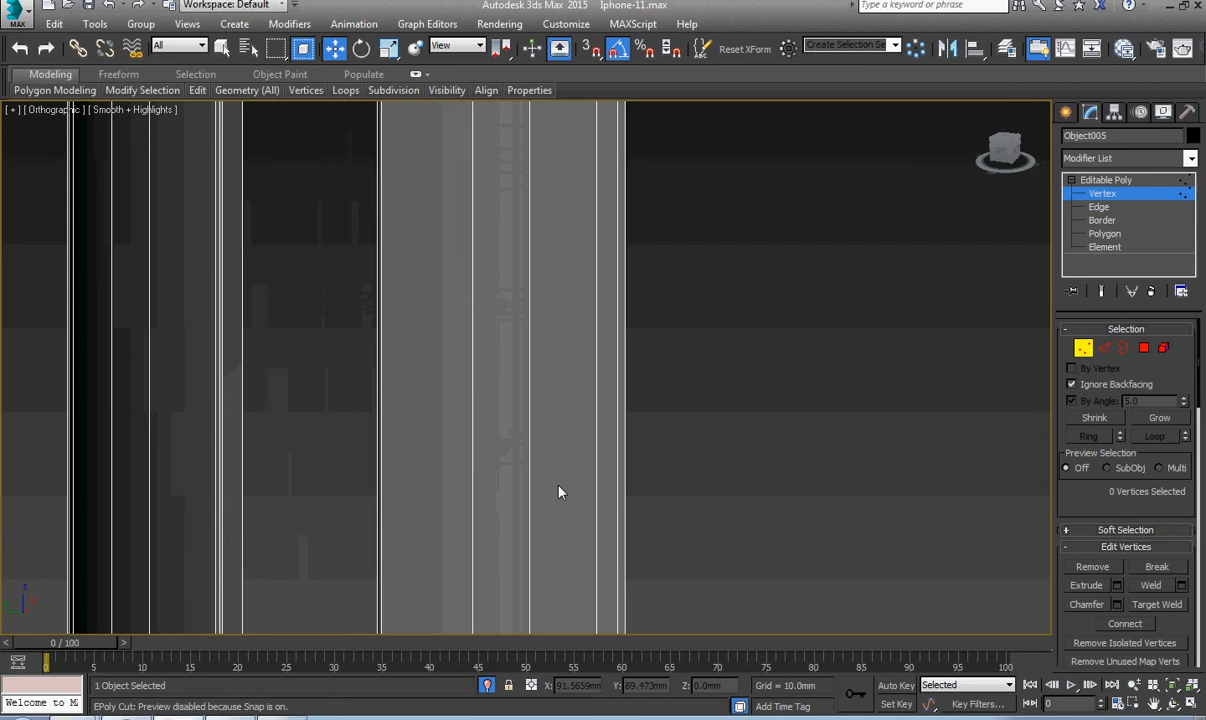 Workspace: Default
Autodesk 3ds Max 2015 Iphone-11.max
Type a keyword or phrase
MAX
Edit Tools Group Views Create Modifiers Animation Graph Editors Rendering Customize MAXScript Help
All View Reset XForm Create Selection Se
Modeling Freeform Selection Object Paint Populate
Polygon Modeling Modify Selection Edit Geometry (All) Vertices Loops Subdivision Visibility Align Properties
[ + ] [ Orthographic ] [ Smooth + Highlights ]
Object005
Modifier List
Editable Poly
Vertex
Edge
Border
Polygon
Element
Selection
By Vertex
Ignore Backfacing
By Angle: 5.0
Shrink Grow
Ring Loop
Preview Selection
Off SubObj Multi
0 Vertices Selected
Soft Selection
Edit Vertices
Remove Break
Extrude Weld
Chamfer Target Weld
Connect
Remove Isolated Vertices
Remove Unused Map Verts
0 / 100
0 5 10 15 20 25 30 35 40 45 50 55 60 65 70 75 80 85 90 95 100
1 Object Selected X: 91.5659mm Y: 69.473mm Z: 0.0mm Grid = 10.0mm Auto Key Selected
Welcome to M EPoly Cut: Preview disabled because Snap is on. Add Time Tag Set Key Key Filters... 0